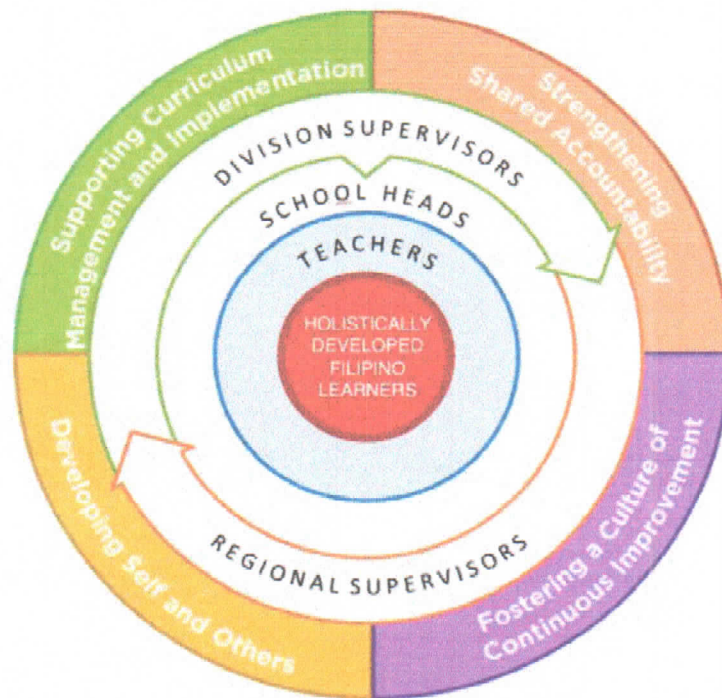 Supporting Curriculum
Management and Implementation
Strengthening
Shared Accountability
DIVISION SUPERVISORS
SCHOOL HEADS
TEACHERS
HOLISTICALLY
DEVELOPED
FILIPINO
LEARNERS
REGIONAL SUPERVISORS
Developing Self and Others
Fostering a Culture of
Continuous Improvement